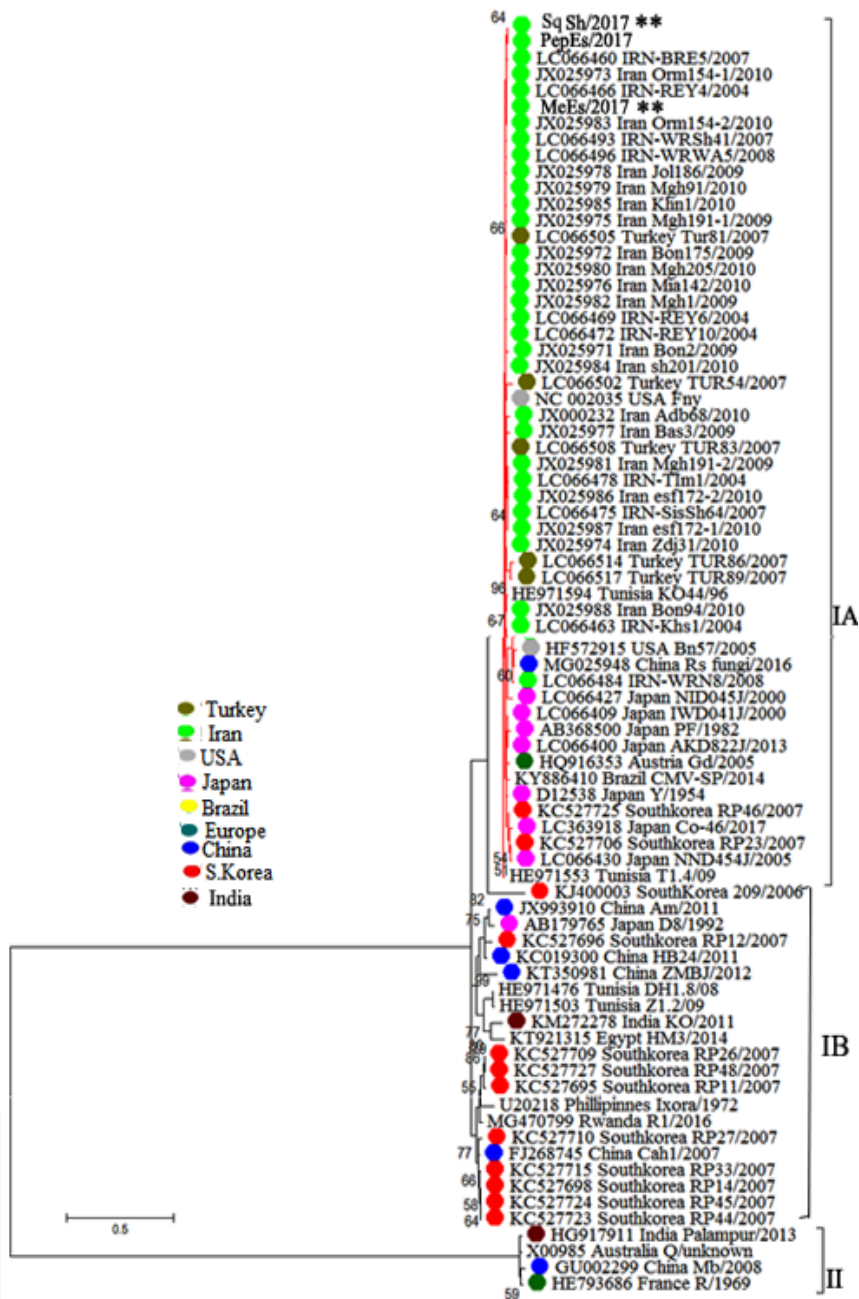 64
Sq Sh/2017 **
PepEs/2017
LC066460 IRN-BRE5/2007
JX025973 Iran Orm154-1/2010
LC066466 IRN-REY4/2004
MeEs/2017 **
JX025983 Iran Orm154-2/2010
LC066493 IRN-WRSh41/2007
LC066496 IRN-WRWA5/2008
JX025978 Iran Jol186/2009
JX025979 Iran Mgh91/2010
JX025985 Iran Klin1/2010
JX025975 Iran Mgh191-1/2009
66
LC066505 Turkey Tur81/2007
JX025972 Iran Bon175/2009
JX025980 Iran Mgh205/2010
JX025976 Iran Mia142/2010
JX025982 Iran Mgh1/2009
LC066469 IRN-REY6/2004
LC066472 IRN-REY10/2004
JX025971 Iran Bon2/2009
JX025984 Iran sh201/2010
LC066502 Turkey TUR54/2007
NC 002035 USA Fny
JX000232 Iran Adb68/2010
JX025977 Iran Bas3/2009
LC066508 Turkey TUR83/2007
JX025981 Iran Mgh191-2/2009
LC066478 IRN-TIm1/2004
JX025986 Iran esf172-2/2010
LC066475 IRN-SisSh64/2007
64
JX025987 Iran esf172-1/2010
JX025974 Iran Zdj31/2010
LC066514 Turkey TUR86/2007
LC066517 Turkey TUR89/2007
96
HE971594 Tunisia KO44/96
JX025988 Iran Bon94/2010
IA
67
LC066463 IRN-Khs1/2004
HF572915 USA Bn57/2005
MG025948 China Rs fungi/2016
60
LC066484 IRN-WRN8/2008
LC066427 Japan NID045J/2000
LC066409 Japan IWD041J/2000
AB368500 Japan PF/1982
LC066400 Japan AKD822J/2013
HQ916353 Austria Gd/2005
KY886410 Brazil CMV-SP/2014
D12538 Japan Y/1954
KC527725 Southkorea RP46/2007
LC363918 Japan Co-46/2017
KC527706 Southkorea RP23/2007
54
LC066430 Japan NND454J/2005
HE971553 Tunisia T1.4/09
Turkey
Iran
USA
Japan
Brazil
Europe
China
S.Korea
India
KJ400003 SouthKorea 209/2006
82
JX993910 China Am/2011
75
AB179765 Japan D8/1992
KC527696 Southkorea RP12/2007
KC019300 China HB24/2011
KT350981 China ZMBJ/2012
99
HE971476 Tunisia DH1.8/08
HE971503 Tunisia Z1.2/09
KM272278 India KO/2011
77
KT921315 Egypt HM3/2014
IB
KC527709 Southkorea RP26/2007
KC527727 Southkorea RP48/2007
55
KC527695 Southkorea RP11/2007
U20218 Phillipinnes Ixora/1972
MG470799 Rwanda R1/2016
KC527710 Southkorea RP27/2007
77
FJ268745 China Cah1/2007
KC527715 Southkorea RP33/2007
66
KC527698 Southkorea RP14/2007
58
KC527724 Southkorea RP45/2007
64
KC527723 Southkorea RP44/2007
0.5
HG917911 India Palampur/2013
X00985 Australia Q/unknown
GU002299 China Mb/2008
II
HE793686 France R/1969
59